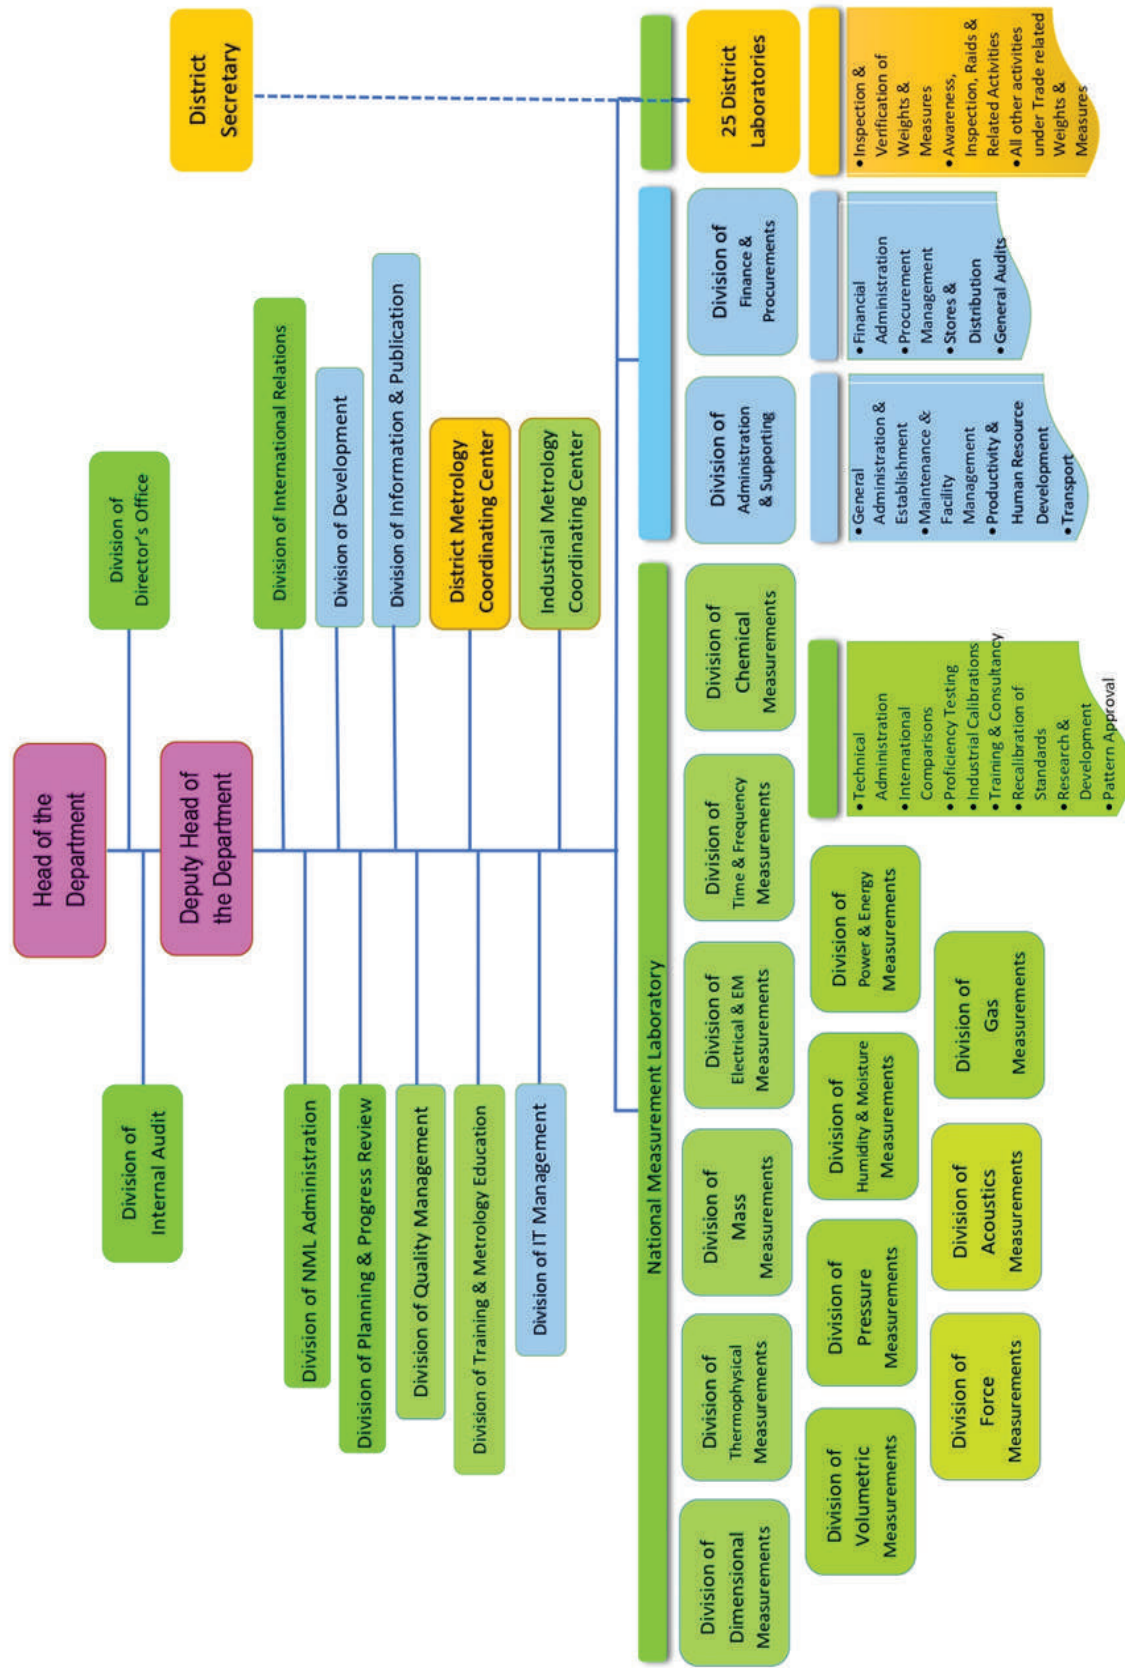 Head of the
Department
Division of
Internal Audit
Division of
Director's Office
Deputy Head of
the Department
District
Secretary
Division of NML Administration
Division of Planning & Progress Review
Division of Quality Management
Division of Training & Metrology Education
Division of IT Management
Division of International Relations
Division of Development
Division of Information & Publication
District Metrology
Coordinating Center
Industrial Metrology
Coordinating Center
National Measurement Laboratory
Division of
Dimensional
Measurements
Division of
Thermophysical
Measurements
Division of
Mass
Measurements
Division of
Electrical & EM
Measurements
Division of
Time & Frequency
Measurements
Division of
Chemical
Measurements
Division of
Volumetric
Measurements
Division of
Pressure
Measurements
Division of
Humidity & Moisture
Measurements
Division of
Power & Energy
Measurements
Division of
Force
Measurements
Division of
Acoustics
Measurements
Division of
Gas
Measurements
• Technical
Administration
• International
Comparisons
• Proficiency Testing
• Industrial Calibrations
• Training & Consultancy
• Recalibration of
Standards
• Research &
Development
• Pattern Approval
Division of
Administration
& Supporting
• General
Administration &
Establishment
• Maintenance &
Facility
Management
• Productivity &
Human Resource
Development
• Transport
Division of
Finance &
Procurements
• Financial
Administration
• Procurement
Management
• Stores &
Distribution
• General Audits
25 District
Laboratories
• Inspection &
Verification of
Weights &
Measures
• Awareness,
Inspection, Raids &
Related Activities
• All other activities
under Trade related
Weights &
Measures